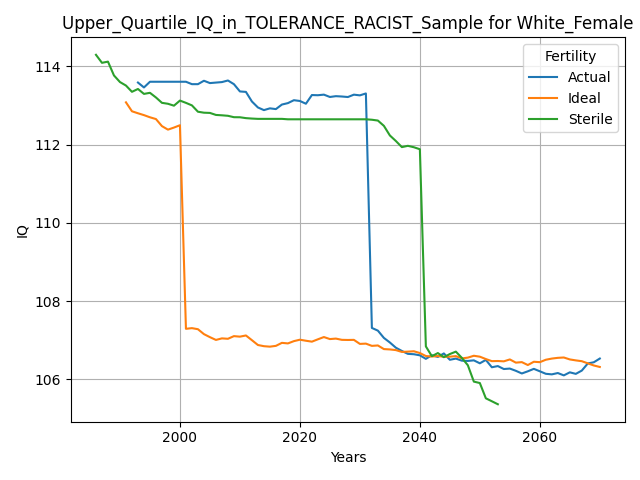 Upper_Quartile_IQ_in_TOLERANCE_RACIST_Sample for White_Female
Fertility
Actual
Ideal
Sterile
114
112
110
108
106
IQ
2000
2020
2040
2060
Years